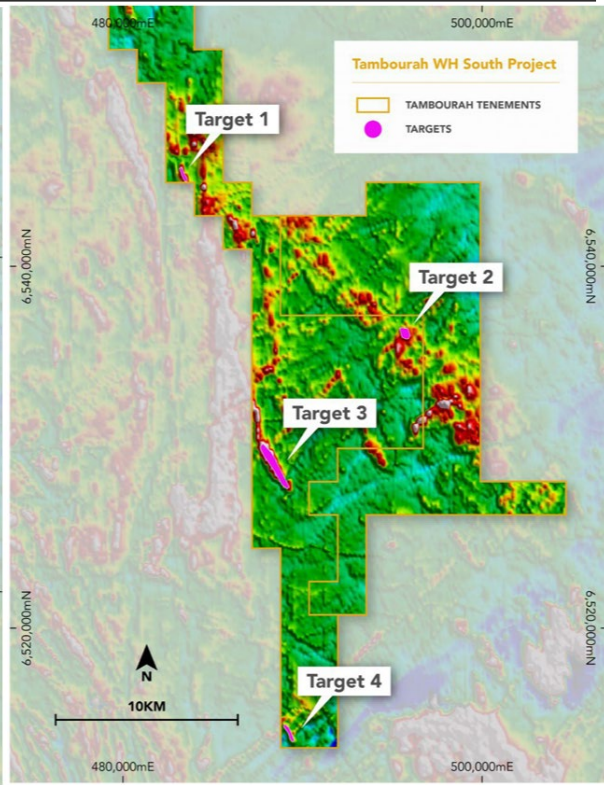 480,000mE
500,000mE
Tambourah WH South Project
TAMBOURAH TENEMENTS
TARGETS
Target 1
6,540,000mN
6,540,000mN
Target 2
Target 3
6,520,000mN
6,520,000mN
N
Target 4
10KM
480,000mE
500,000mE